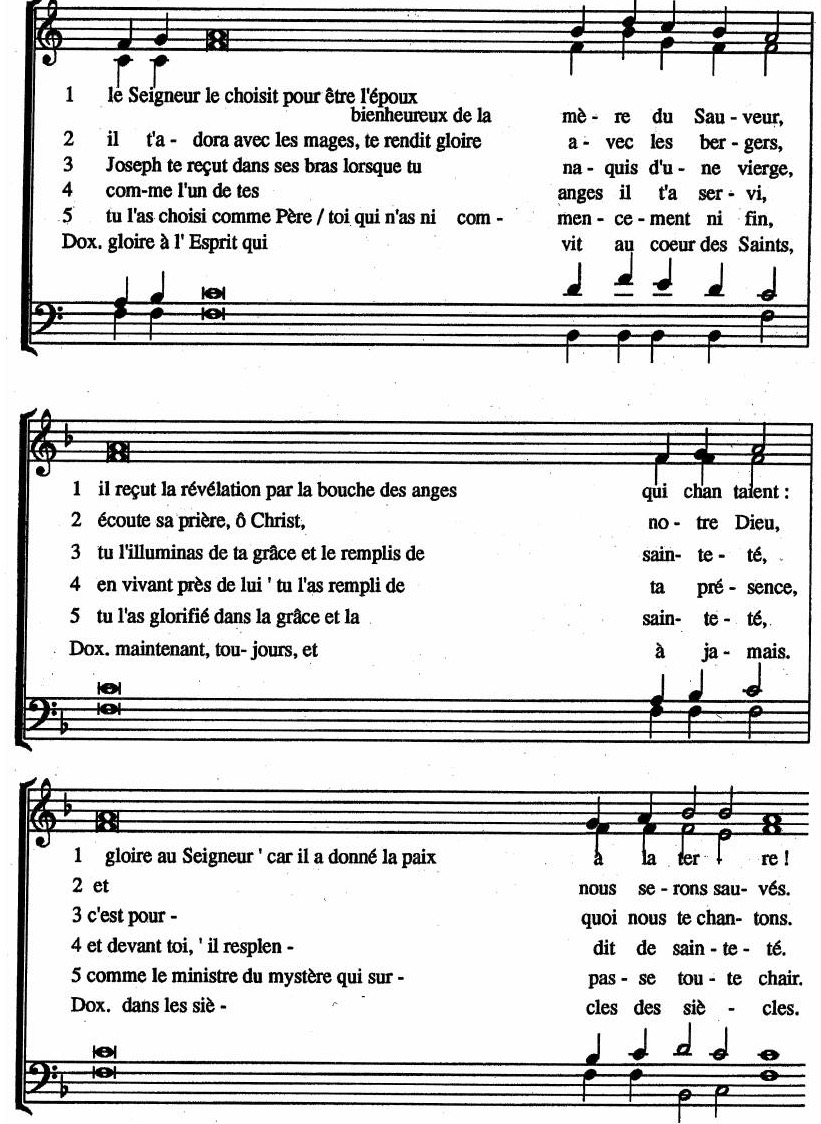 1 le Seigneur le choisit pour être l'époux
bienheureux de la mè - re du Sau - veur,
2 il t'a - dora avec les mages, te rendit gloire a - vec les ber - gers,
3 Joseph te reçut dans ses bras lorsque tu na - quis d'u - ne vierge,
4 com-me l'un de tes anges il t'a ser - vi,
5 tu l'as choisi comme Père / toi qui n'as ni com - men - ce - ment ni fin,
Dox. gloire à l' Esprit qui vit au coeur des Saints,
1 il reçut la révélation par la bouche des anges qui chan taient :
2 écoute sa prière, ô Christ, no - tre Dieu,
3 tu l'illuminas de ta grâce et le remplis de sain- te - té,
4 en vivant près de lui ' tu l'as rempli de ta pré - sence,
5 tu l'as glorifié dans la grâce et la sain- te - té,
Dox. maintenant, tou- jours, et à ja - mais.
1 gloire au Seigneur ' car il a donné la paix à la ter - re !
2 et nous se - rons sau- vés.
3 c'est pour - quoi nous te chan- tons.
4 et devant toi, ' il resplen - dit de sain - te - té.
5 comme le ministre du mystère qui sur - pas - se tou - te chair.
Dox. dans les siè - cles des siè - cles.